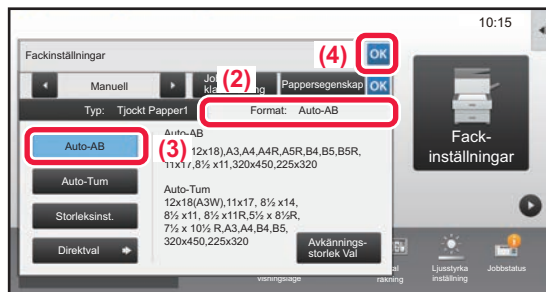 10:15
Fackinställningar
(4)
OK
Manuell
(2)
Pappersegenskap
OK
Typ: Tjockt Papper1
Format: Auto-AB
Auto-AB
(3)
Auto-AB
12x18),A3,A4,A4R,A5R,B4,B5,B5R,
11x17,8½ x11,320x450,225x320
Auto-Tum
Auto-Tum
12x18(A3W),11x17, 8½ x14,
8½ x11, 8½ x11R,5½ x 8½R,
7½ x 10½ R,A3,A4,B4,B5,
320x450,225x320
Storleksinst.
Direktval
Avkännings-
storlek Val
Fack-
inställningar
räkning
Ljusstyrka
inställning
Jobbstatus